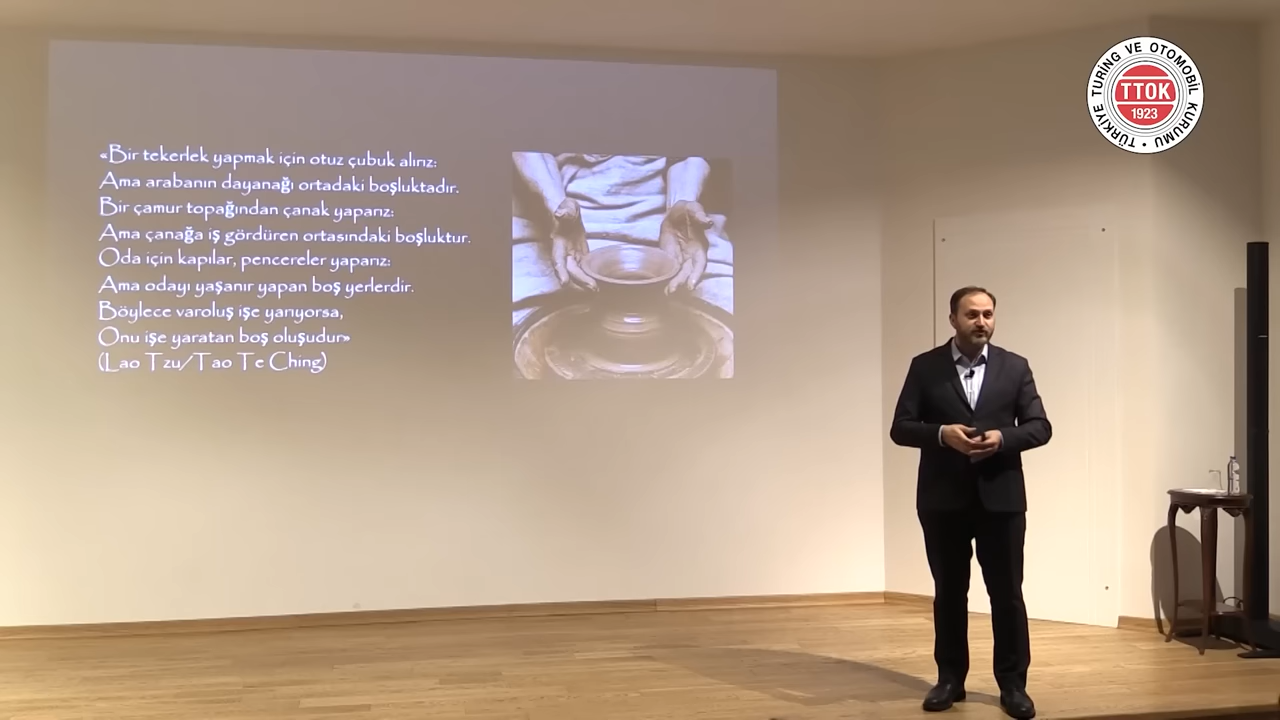 «Bir tekerlek yapmak için otuz çubuk alırız:
Ama arabanın dayanağı ortadaki boşluktadır.
Bir çamur topağından çanak yaparız:
Ama çanağa iş gördüren ortasındaki boşluktur.
Oda için kapılar, pencereler yaparız:
Ama odayı yaşanır yapan boş yerlerdir.
Böylece varoluş işe yarıyorsa,
Onu işe yaratan boş oluşudur»
(Lao Tzu/Tao Te Ching)
TÜRKİYE TURİNG VE OTOMOBİL KURUMU •
TTOK
1923